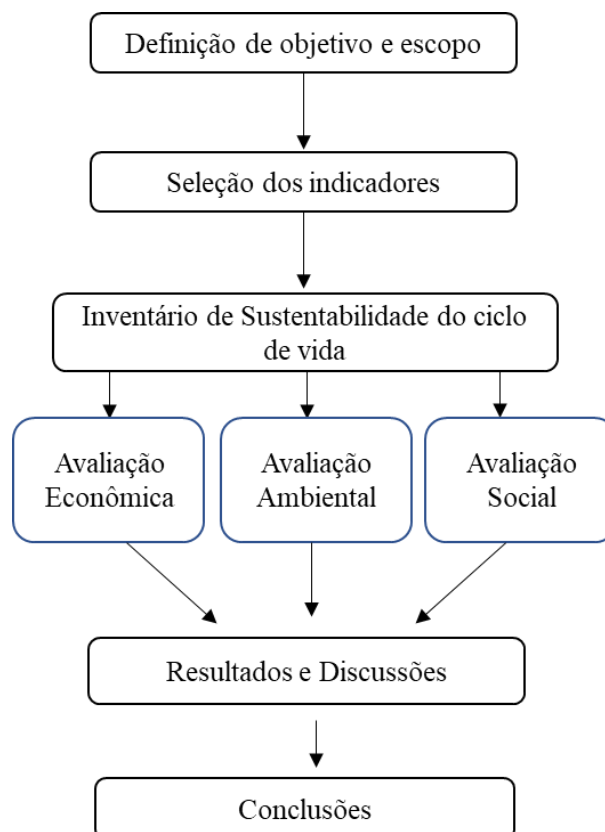 Definição de objetivo e escopo
Seleção dos indicadores
Inventário de Sustentabilidade do ciclo
de vida
Avaliação
Econômica
Avaliação
Ambiental
Avaliação
Social
Resultados e Discussões
Conclusões